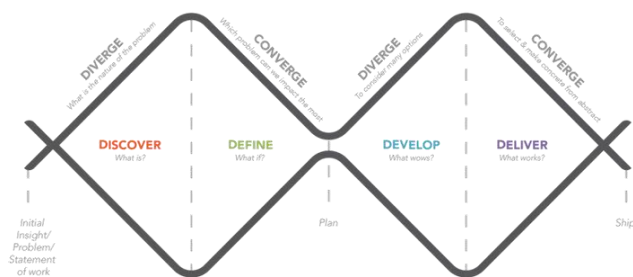 DIVERGE
What is the nature of the problem
CONVERGE
Which problem can we impact the most
DIVERGE
To consider many options
CONVERGE
To select & make concrete from abstract
DISCOVER
What is?
DEFINE
What if?
DEVELOP
What wows?
DELIVER
What works?
Initial
Insight/
Problem/
Statement
of work
Plan
Ship